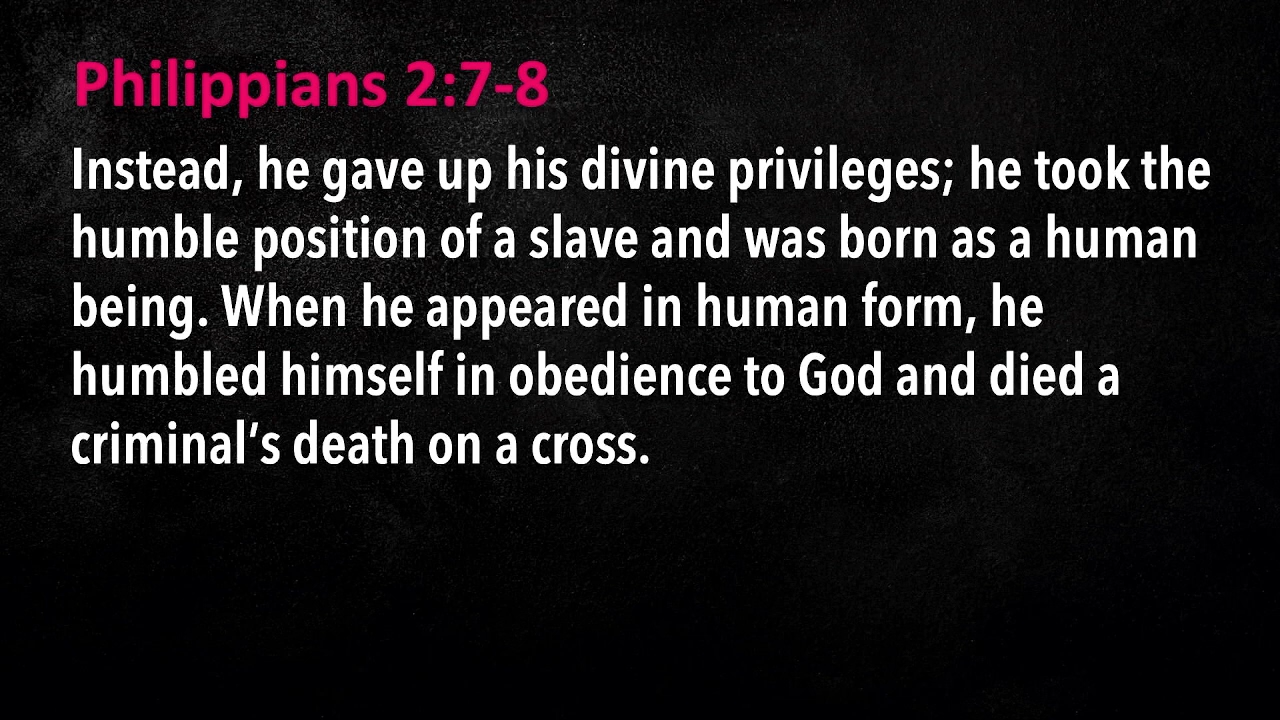 Philippians 2:7-8
Instead, he gave up his divine privileges; he took the
humble position of a slave and was born as a human
being. When he appeared in human form, he
humbled himself in obedience to God and died a
criminal’s death on a cross.